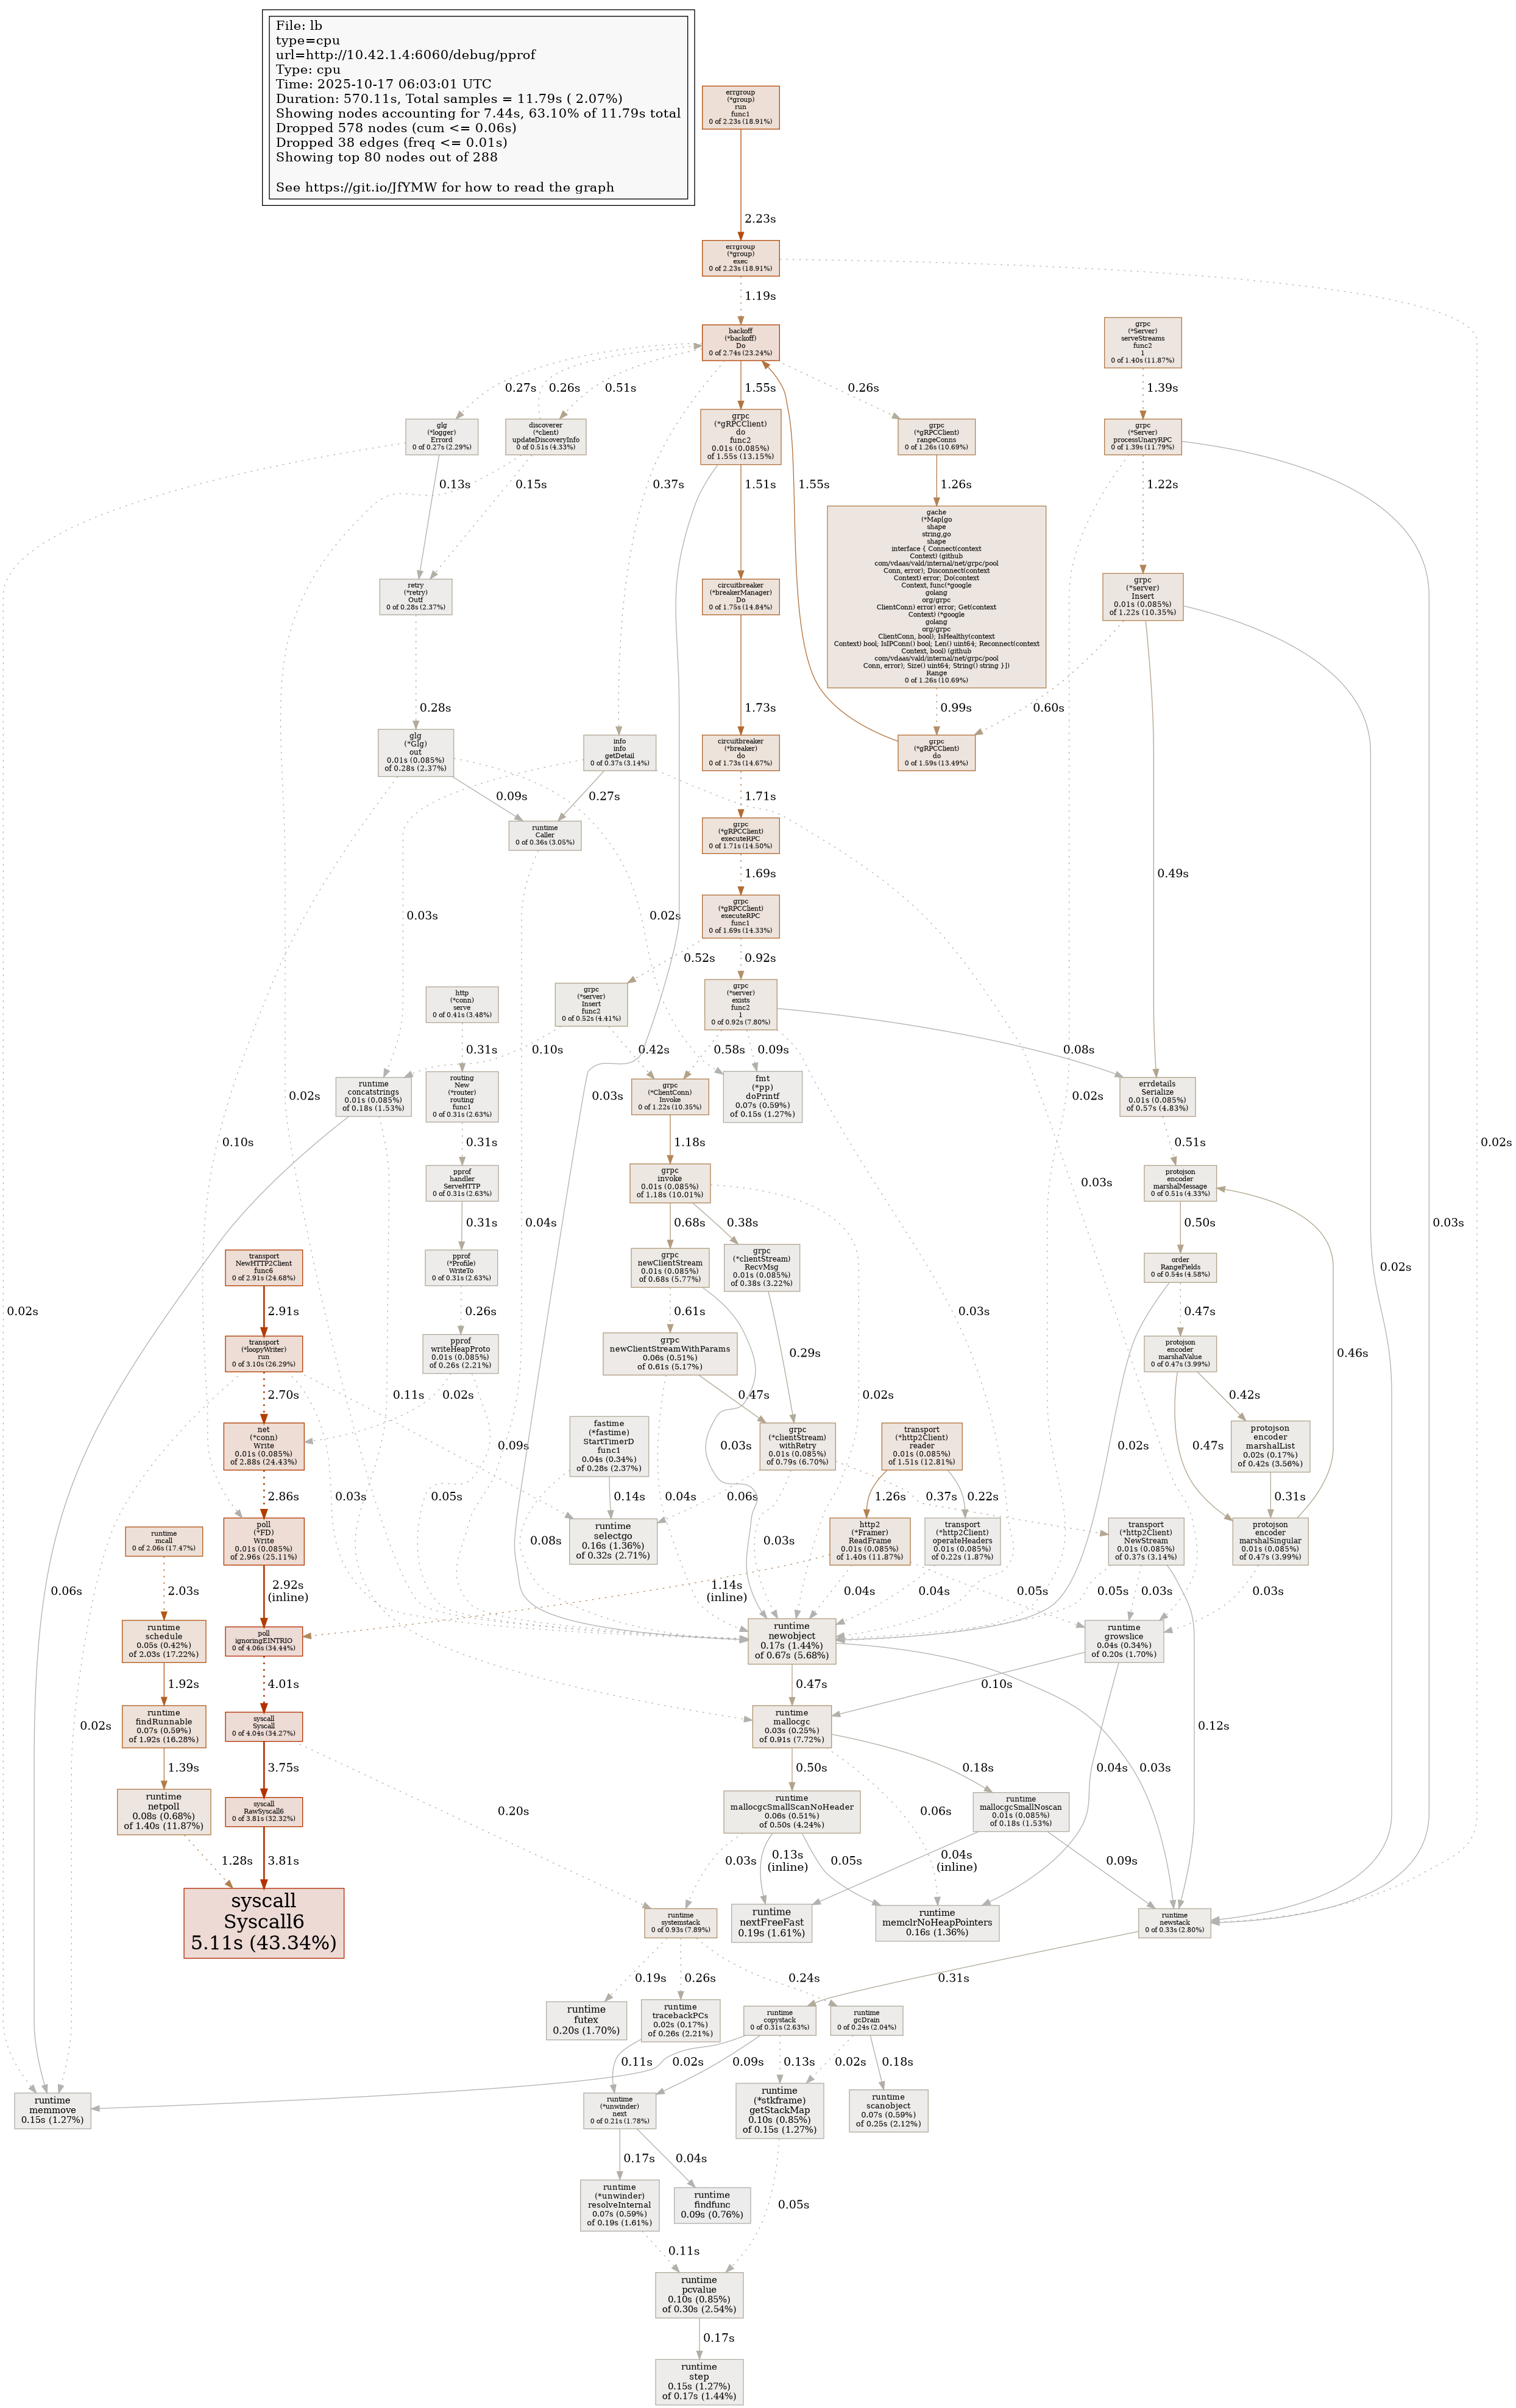 File: lb
type=cpu
url=http://10.42.1.4:6060/debug/pprof
Type: cpu
Time: 2025-10-17 06:03:01 UTC
Duration: 570.11s, Total samples = 11.79s ( 2.07%)
Showing nodes accounting for 7.44s, 63.10% of 11.79s total
Dropped 578 nodes (cum <= 0.06s)
Dropped 38 edges (freq <= 0.01s)
Showing top 80 nodes out of 288
See https://git.io/JfYMW for how to read the graph
errgroup
(*group)
run
func1
0 of 2.23s (18.91%)
2.23s
errgroup
(*group)
exec
0 of 2.23s (18.91%)
1.19s
backoff
(*backoff)
Do
0 of 2.74s (23.24%)
grpc
(*Server)
serveStreams
func2
1
0 of 1.40s (11.87%)
0.27s
0.26s
0.51s
1.55s
0.26s
1.39s
glg
(*logger)
Errord
0 of 0.27s (2.29%)
discoverer
(*client)
updateDiscoveryInfo
0 of 0.51s (4.33%)
grpc
(*gRPCClient)
do
func2
0.01s (0.085%)
of 1.55s (13.15%)
grpc
(*gRPCClient)
rangeConns
0 of 1.26s (10.69%)
grpc
(*Server)
processUnaryRPC
0 of 1.39s (11.79%)
0.13s
0.15s
0.37s
1.51s
1.55s
1.26s
1.22s
retry
(*retry)
Outf
0 of 0.28s (2.37%)
circuitbreaker
(*breakerManager)
Do
0 of 1.75s (14.84%)
gache
(*Map[go
shape
string,go
shape
interface { Connect(context
Context) (github
com/vdaas/vald/internal/net/grpc/pool
Conn, error); Disconnect(context
Context) error; Do(context
Context, func(*google
golang
org/grpc
ClientConn) error) error; Get(context
Context) (*google
golang
org/grpc
ClientConn, bool); IsHealthy(context
Context) bool; IsIPConn() bool; Len() uint64; Reconnect(context
Context, bool) (github
com/vdaas/vald/internal/net/grpc/pool
Conn, error); Size() uint64; String() string }])
Range
0 of 1.26s (10.69%)
grpc
(*server)
Insert
0.01s (0.085%)
of 1.22s (10.35%)
0.28s
1.73s
0.99s
0.60s
glg
(*Glg)
out
0.01s (0.085%)
of 0.28s (2.37%)
info
info
getDetail
0 of 0.37s (3.14%)
circuitbreaker
(*breaker)
do
0 of 1.73s (14.67%)
grpc
(*gRPCClient)
do
0 of 1.59s (13.49%)
0.09s
0.27s
1.71s
runtime
Caller
0 of 0.36s (3.05%)
grpc
(*gRPCClient)
executeRPC
0 of 1.71s (14.50%)
0.49s
1.69s
0.03s
0.02s
grpc
(*gRPCClient)
executeRPC
func1
0 of 1.69s (14.33%)
0.52s
0.92s
http
(*conn)
serve
0 of 0.41s (3.48%)
grpc
(*server)
Insert
func2
0 of 0.52s (4.41%)
grpc
(*server)
exists
func2
1
0 of 0.92s (7.80%)
0.31s
0.10s
0.42s
0.58s
0.09s
0.08s
runtime
concatstrings
0.01s (0.085%)
of 0.18s (1.53%)
0.02s
routing
New
(*router)
routing
func1
0 of 0.31s (2.63%)
0.03s
grpc
(*ClientConn)
Invoke
0 of 1.22s (10.35%)
fmt
(*pp)
doPrintf
0.07s (0.59%)
of 0.15s (1.27%)
0.02s
errdetails
Serialize
0.01s (0.085%)
of 0.57s (4.83%)
0.10s
0.31s
1.18s
0.51s
0.02s
pprof
handler
ServeHTTP
0 of 0.31s (2.63%)
grpc
invoke
0.01s (0.085%)
of 1.18s (10.01%)
0.03s
protojson
encoder
marshalMessage
0 of 0.51s (4.33%)
0.31s
0.04s
0.68s
0.38s
0.50s
0.03s
0.02s
transport
NewHTTP2Client
func6
0 of 2.91s (24.68%)
pprof
(*Profile)
WriteTo
0 of 0.31s (2.63%)
grpc
newClientStream
0.01s (0.085%)
of 0.68s (5.77%)
grpc
(*clientStream)
RecvMsg
0.01s (0.085%)
of 0.38s (3.22%)
order
RangeFields
0 of 0.54s (4.58%)
0.02s
2.91s
0.26s
0.61s
0.03s
0.47s
transport
(*loopyWriter)
run
0 of 3.10s (26.29%)
pprof
writeHeapProto
0.01s (0.085%)
of 0.26s (2.21%)
grpc
newClientStreamWithParams
0.06s (0.51%)
of 0.61s (5.17%)
0.29s
protojson
encoder
marshalValue
0 of 0.47s (3.99%)
0.46s
2.70s
0.11s
0.02s
0.47s
0.02s
0.42s
net
(*conn)
Write
0.01s (0.085%)
of 2.88s (24.43%)
0.09s
fastime
(*fastime)
StartTimerD
func1
0.04s (0.34%)
of 0.28s (2.37%)
0.03s
grpc
(*clientStream)
withRetry
0.01s (0.085%)
of 0.79s (6.70%)
transport
(*http2Client)
reader
0.01s (0.085%)
of 1.51s (12.81%)
0.02s
0.47s
protojson
encoder
marshalList
0.02s (0.17%)
of 0.42s (3.56%)
2.86s
0.03s
0.05s
0.14s
0.04s
0.06s
1.26s
0.37s
0.22s
0.31s
runtime
mcall
0 of 2.06s (17.47%)
poll
(*FD)
Write
0.01s (0.085%)
of 2.96s (25.11%)
0.08s
runtime
selectgo
0.16s (1.36%)
of 0.32s (2.71%)
0.03s
http2
(*Framer)
ReadFrame
0.01s (0.085%)
of 1.40s (11.87%)
transport
(*http2Client)
operateHeaders
0.01s (0.085%)
of 0.22s (1.87%)
transport
(*http2Client)
NewStream
0.01s (0.085%)
of 0.37s (3.14%)
protojson
encoder
marshalSingular
0.01s (0.085%)
of 0.47s (3.99%)
0.06s
2.03s
2.92s
(inline)
1.14s
(inline)
0.04s
0.04s
0.05s
0.05s
0.03s
0.03s
runtime
schedule
0.05s (0.42%)
of 2.03s (17.22%)
poll
ignoringEINTRIO
0 of 4.06s (34.44%)
runtime
newobject
0.17s (1.44%)
of 0.67s (5.68%)
runtime
growslice
0.04s (0.34%)
of 0.20s (1.70%)
1.92s
4.01s
0.47s
0.10s
0.02s
runtime
findRunnable
0.07s (0.59%)
of 1.92s (16.28%)
syscall
Syscall
0 of 4.04s (34.27%)
runtime
mallocgc
0.03s (0.25%)
of 0.91s (7.72%)
0.12s
1.39s
3.75s
0.50s
0.18s
0.04s
0.03s
runtime
netpoll
0.08s (0.68%)
of 1.40s (11.87%)
syscall
RawSyscall6
0 of 3.81s (32.32%)
0.20s
runtime
mallocgcSmallScanNoHeader
0.06s (0.51%)
of 0.50s (4.24%)
0.06s
runtime
mallocgcSmallNoscan
0.01s (0.085%)
of 0.18s (1.53%)
1.28s
3.81s
0.03s
0.13s
(inline)
0.05s
0.04s
(inline)
0.09s
syscall
Syscall6
5.11s (43.34%)
runtime
systemstack
0 of 0.93s (7.89%)
runtime
nextFreeFast
0.19s (1.61%)
runtime
memclrNoHeapPointers
0.16s (1.36%)
runtime
newstack
0 of 0.33s (2.80%)
0.19s
0.26s
0.24s
0.31s
runtime
futex
0.20s (1.70%)
runtime
tracebackPCs
0.02s (0.17%)
of 0.26s (2.21%)
runtime
copystack
0 of 0.31s (2.63%)
runtime
gcDrain
0 of 0.24s (2.04%)
0.11s
0.02s
0.09s
0.13s
0.02s
0.18s
runtime
memmove
0.15s (1.27%)
runtime
(*unwinder)
next
0 of 0.21s (1.78%)
runtime
(*stkframe)
getStackMap
0.10s (0.85%)
of 0.15s (1.27%)
runtime
scanobject
0.07s (0.59%)
of 0.25s (2.12%)
0.17s
0.04s
runtime
(*unwinder)
resolveInternal
0.07s (0.59%)
of 0.19s (1.61%)
runtime
findfunc
0.09s (0.76%)
0.05s
0.11s
runtime
pcvalue
0.10s (0.85%)
of 0.30s (2.54%)
0.17s
runtime
step
0.15s (1.27%)
of 0.17s (1.44%)